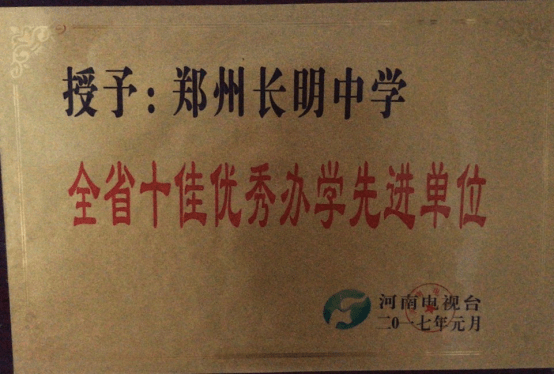 授予:郑州长明中学
全省十佳优秀办学先进单位
河南电视台
二0一七年元月